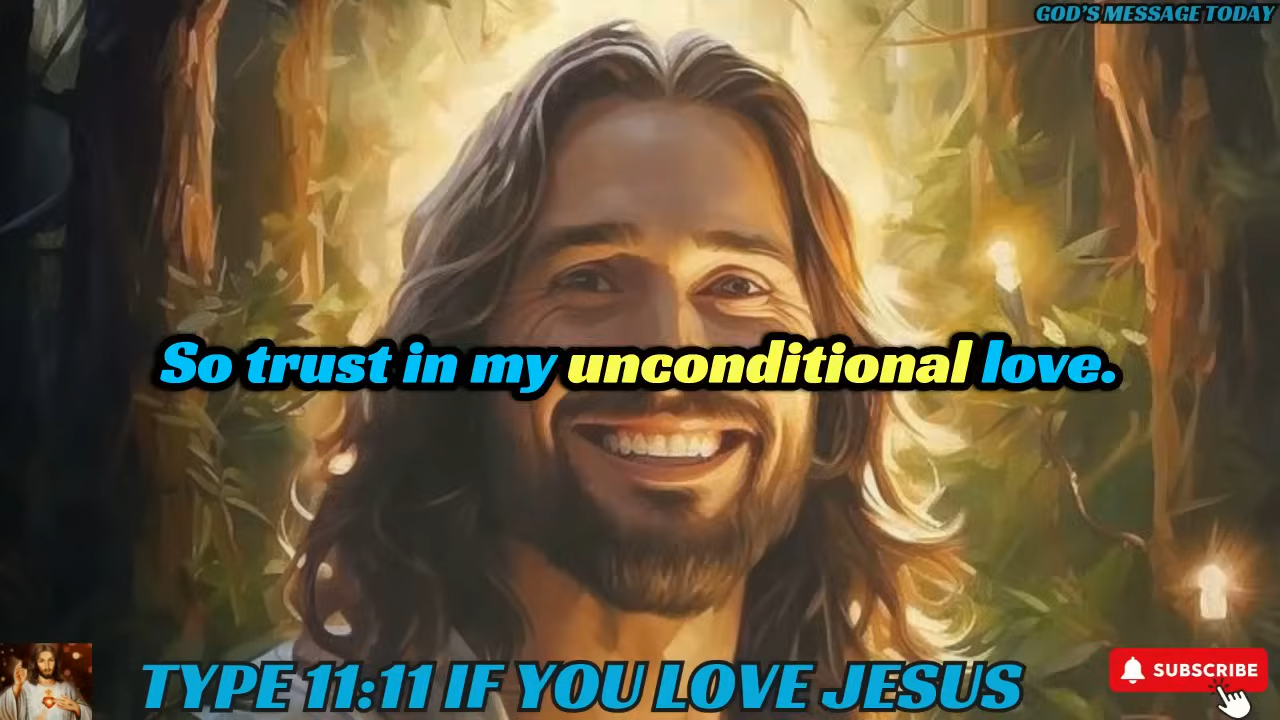 GOD'S MESSAGE TODAY
So trust in my unconditional love.
TYPE 11:11 IF YOU LOVE JESUS
SUBSCRIBE